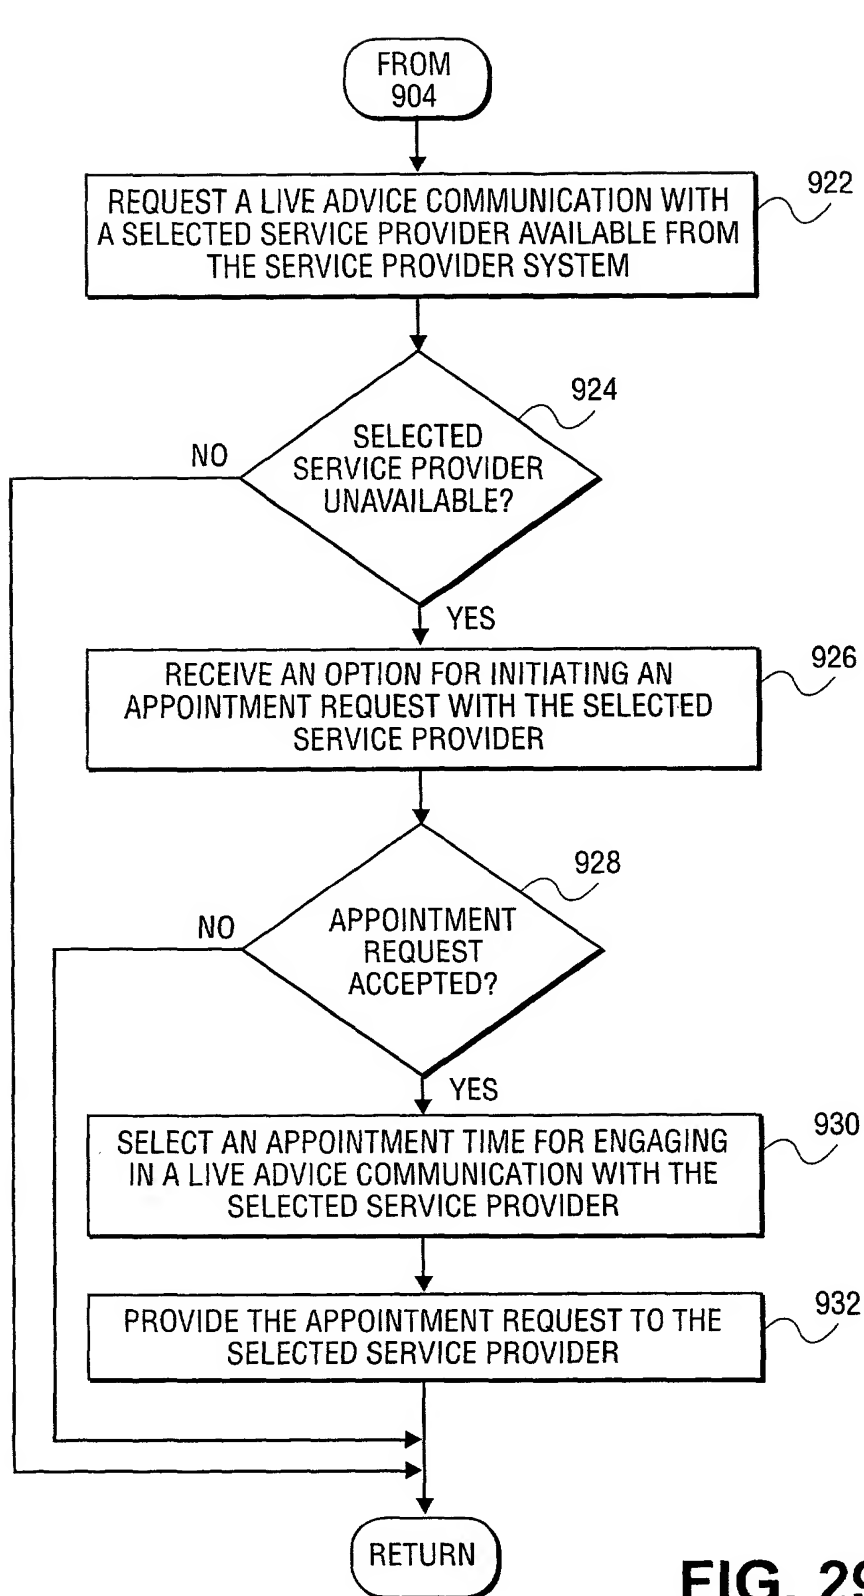 FROM
904
922
REQUEST A LIVE ADVICE COMMUNICATION WITH
A SELECTED SERVICE PROVIDER AVAILABLE FROM
THE SERVICE PROVIDER SYSTEM
924
SELECTED
SERVICE PROVIDER
UNAVAILABLE?
NO
YES
926
RECEIVE AN OPTION FOR INITIATING AN
APPOINTMENT REQUEST WITH THE SELECTED
SERVICE PROVIDER
928
APPOINTMENT
REQUEST
ACCEPTED?
NO
YES
930
SELECT AN APPOINTMENT TIME FOR ENGAGING
IN A LIVE ADVICE COMMUNICATION WITH THE
SELECTED SERVICE PROVIDER
932
PROVIDE THE APPOINTMENT REQUEST TO THE
SELECTED SERVICE PROVIDER
RETURN
FIG. 29